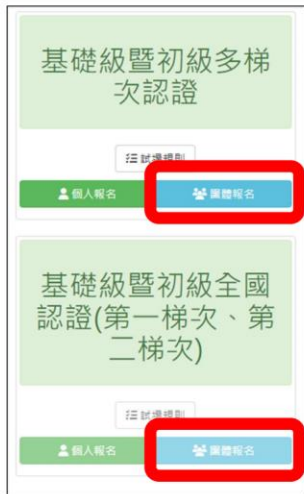 基礎級暨初級多梯
次認證
試場規則
個人報名
團體報名
基礎級暨初級全國
認證(第一梯次、第
二梯次)
試場規則
個人報名
團體報名